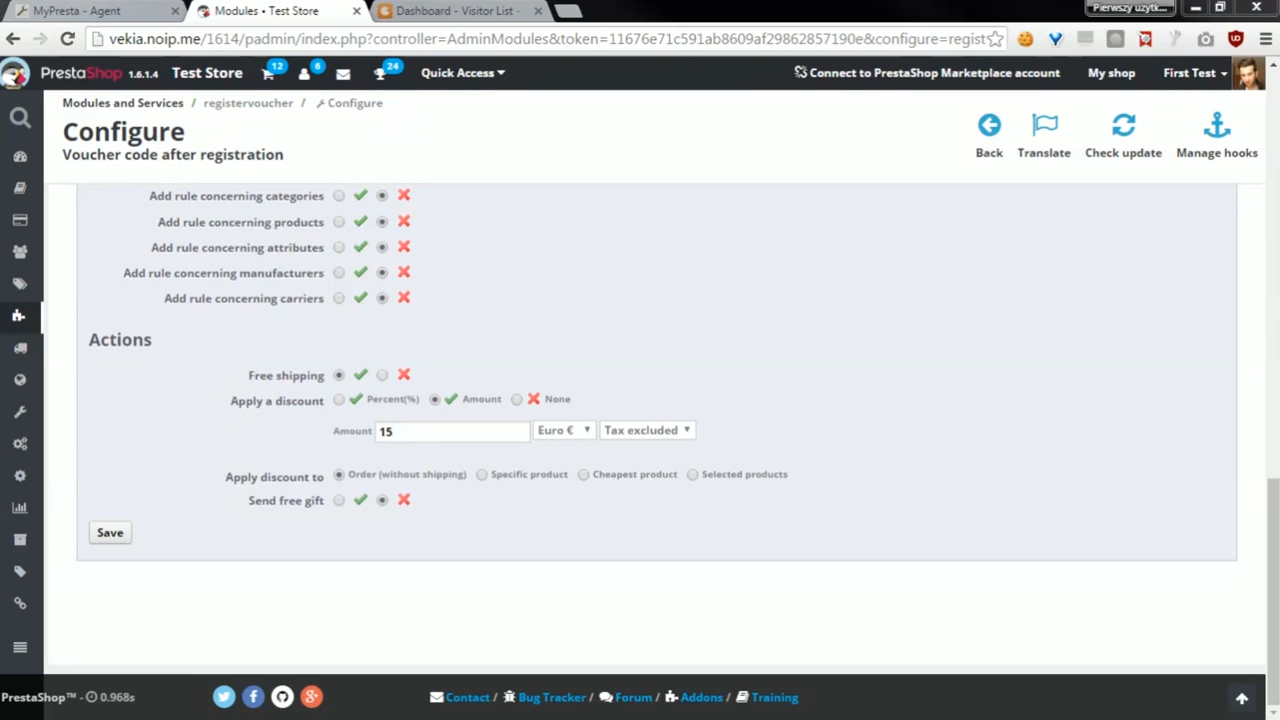 MyPresta - Agent
Modules • Test Store
Dashboard - Visitor List -
Pierwszy użytk...
vekia.noip.me/1614/padmin/index.php?controller=AdminModules&token=11676e71c591ab8609af29862857190e&configure=regist
PrestaShop 1.6.1.4 Test Store 12 6 24 Quick Access Connect to PrestaShop Marketplace account My shop First Test
Modules and Services / registervoucher / Configure
Configure
Voucher code after registration
Back Translate Check update Manage hooks
Add rule concerning categories
Add rule concerning products
Add rule concerning attributes
Add rule concerning manufacturers
Add rule concerning carriers
Actions
Free shipping
Apply a discount Percent(%) Amount None
Amount 15 Euro € Tax excluded
Apply discount to Order (without shipping) Specific product Cheapest product Selected products
Send free gift
Save
PrestaShop™ - 0.968s
Contact / Bug Tracker / Forum / Addons / Training